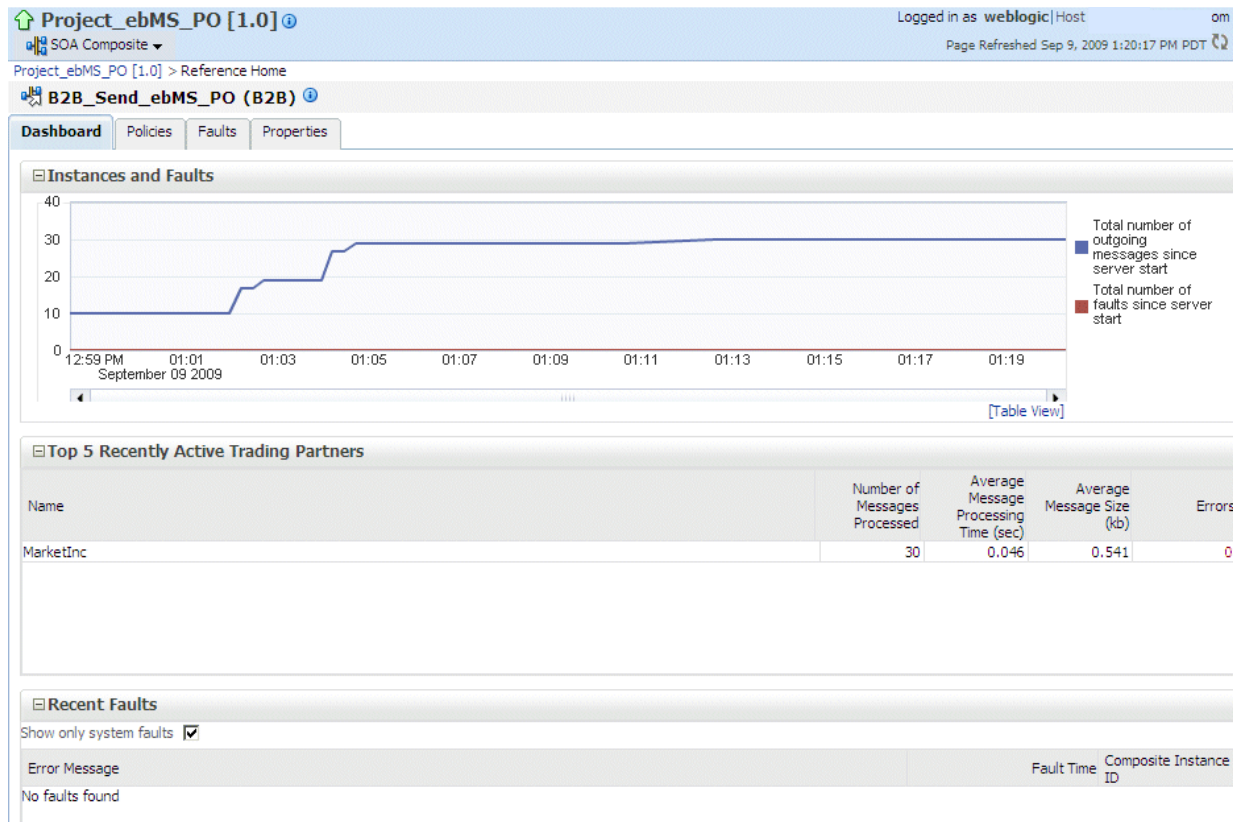 Project_ebMS_PO [1.0]
Logged in as weblogic|Host om
SOA Composite
Page Refreshed Sep 9, 2009 1:20:17 PM PDT
Project_ebMS_PO [1.0] > Reference Home
B2B_Send_ebMS_PO (B2B)
Dashboard Policies Faults Properties
Instances and Faults
40
30
20
10
0
12:59 PM 01:01 01:03 01:05 01:07 01:09 01:11 01:13 01:15 01:17 01:19
September 09 2009
Total number of
outgoing
messages since
server start
Total number of
faults since server
start
[Table View]
Top 5 Recently Active Trading Partners
Name
Number of
Messages
Processed
Average
Message
Processing
Time (sec)
Average
Message Size
(kb)
Errors
MarketInc 30 0.046 0.541 0
Recent Faults
Show only system faults
Error Message
Fault Time
Composite Instance
ID
No faults found